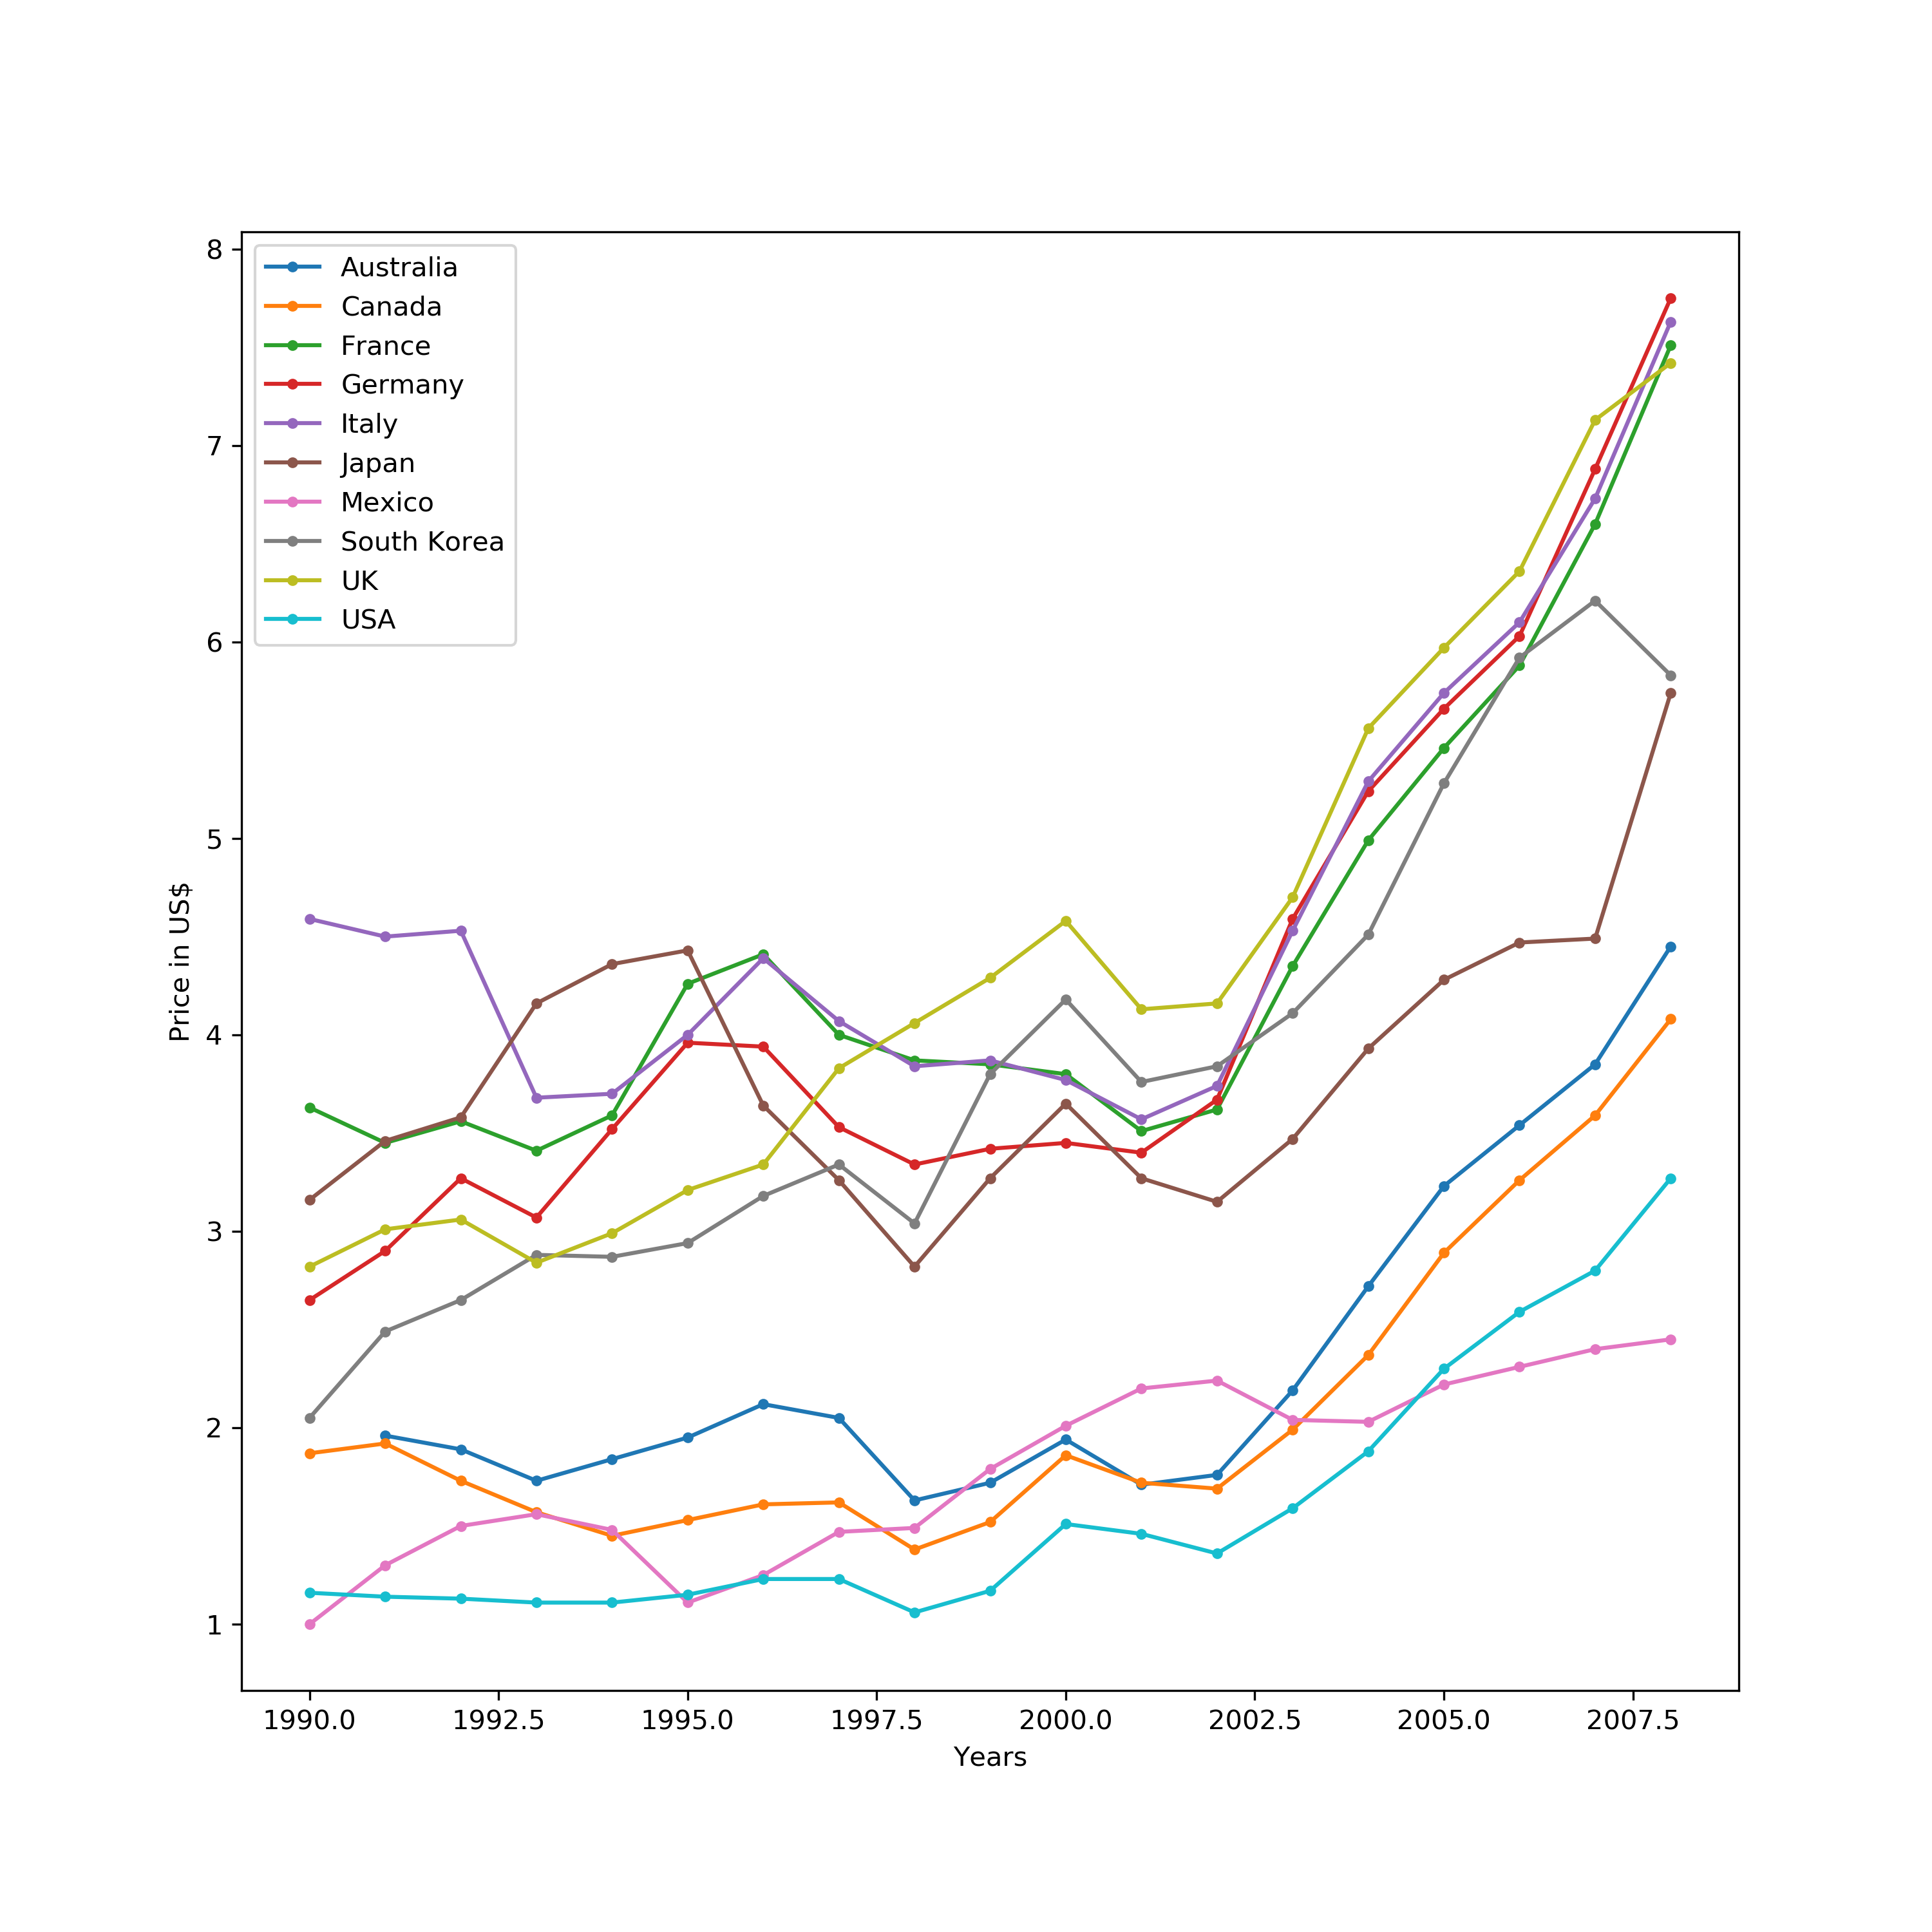 8
7
6
5
4
3
2
1
Price in US$
Australia
Canada
France
Germany
Italy
Japan
Mexico
South Korea
UK
USA
1990.0 1992.5 1995.0 1997.5 2000.0 2002.5 2005.0 2007.5
Years